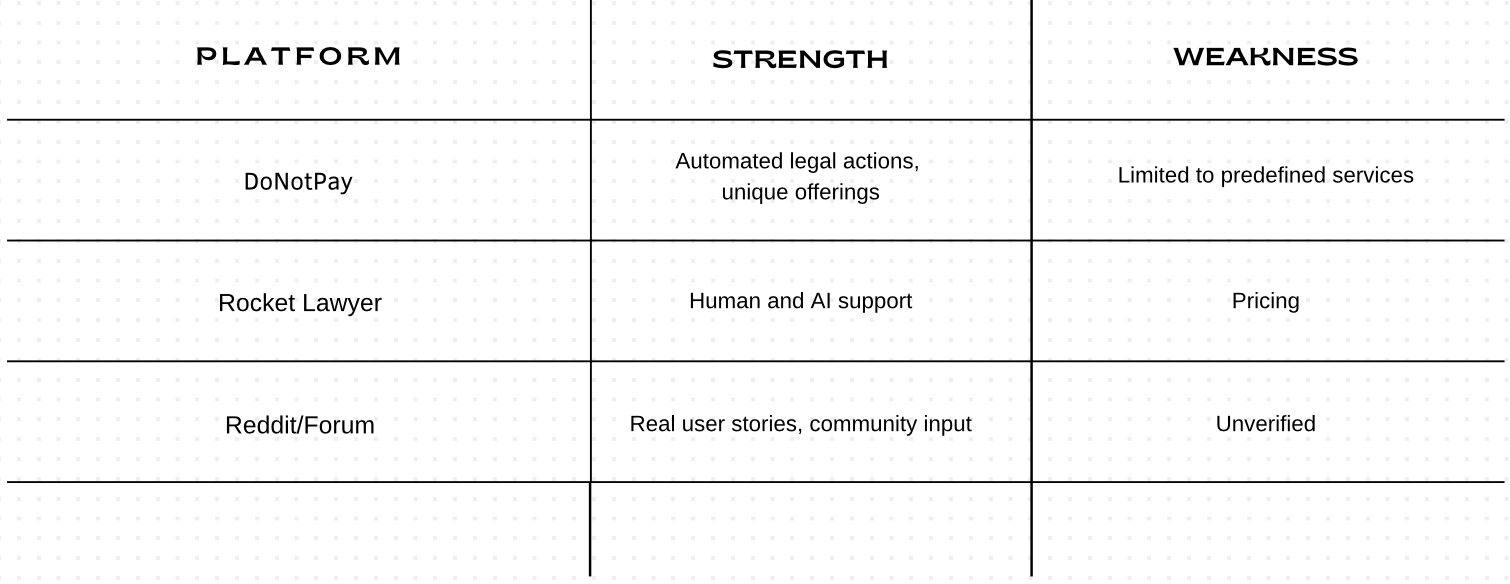 PLATFORM
STRENGTH
WEAKNESS
DoNotPay
Automated legal actions,
unique offerings
Limited to predefined services
Rocket Lawyer
Human and AI support
Pricing
Reddit/Forum
Real user stories, community input
Unverified